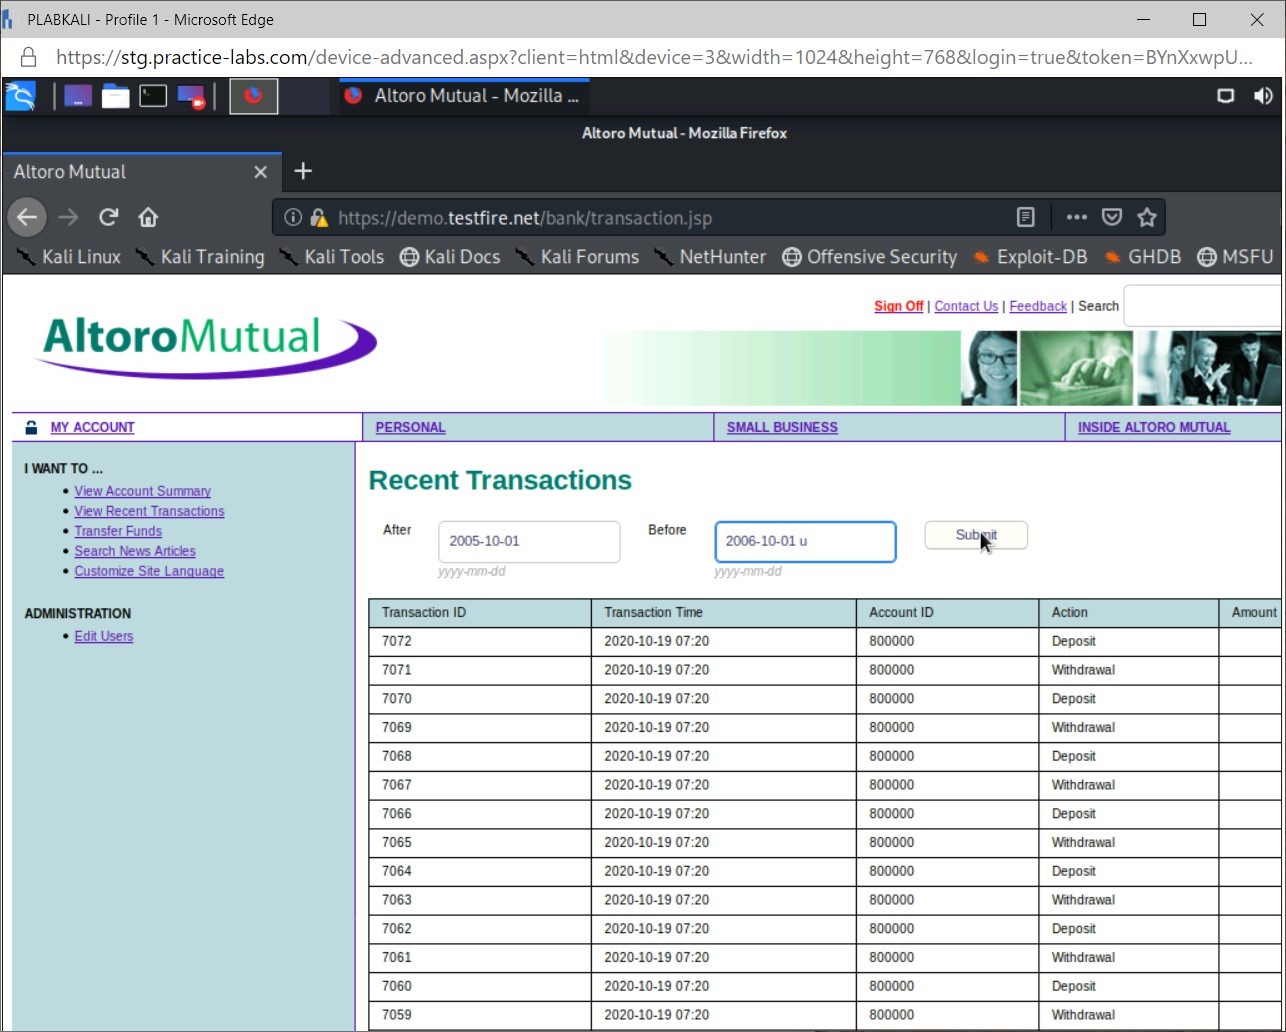 PLABKALI - Profile 1 - Microsoft Edge
https://stg.practice-labs.com/device-advanced.aspx?client=html&device=3&width=1024&height=768&login=true&token=BYnXxwpU...
Altoro Mutual - Mozilla ...
Altoro Mutual - Mozilla Firefox
Altoro Mutual
https://demo.testfire.net/bank/transaction.jsp
Kali Linux Kali Training Kali Tools Kali Docs Kali Forums NetHunter Offensive Security Exploit-DB GHDB MSFU
Sign Off | Contact Us | Feedback | Search
AltoroMutual
MY ACCOUNT PERSONAL SMALL BUSINESS INSIDE ALTORO MUTUAL
I WANT TO ...
• View Account Summary
• View Recent Transactions
• Transfer Funds
• Search News Articles
• Customize Site Language
ADMINISTRATION
• Edit Users
Recent Transactions
After 2005-10-01 Before 2006-10-01 u Submit
yyyy-mm-dd yyyy-mm-dd
Transaction ID Transaction Time Account ID Action Amount
7072 2020-10-19 07:20 800000 Deposit
7071 2020-10-19 07:20 800000 Withdrawal
7070 2020-10-19 07:20 800000 Deposit
7069 2020-10-19 07:20 800000 Withdrawal
7068 2020-10-19 07:20 800000 Deposit
7067 2020-10-19 07:20 800000 Withdrawal
7066 2020-10-19 07:20 800000 Deposit
7065 2020-10-19 07:20 800000 Withdrawal
7064 2020-10-19 07:20 800000 Deposit
7063 2020-10-19 07:20 800000 Withdrawal
7062 2020-10-19 07:20 800000 Deposit
7061 2020-10-19 07:20 800000 Withdrawal
7060 2020-10-19 07:20 800000 Deposit
7059 2020-10-19 07:20 800000 Withdrawal